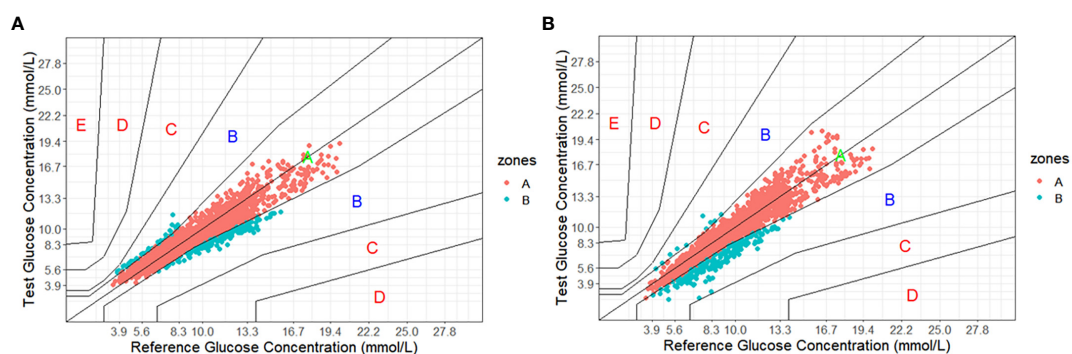 A
Test Glucose Concentration (mmol/L)
27.8
25.0
22.2
19.4
16.7
13.3
10.0
8.3
5.6
3.9
E
D
C
B
A
B
C
D
3.9 5.6 8.3 10.0 13.3 16.7 19.4 22.2 25.0 27.8
Reference Glucose Concentration (mmol/L)
zones
A
B
B
Test Glucose Concentration (mmol/L)
27.8
25.0
22.2
19.4
16.7
13.3
10.0
8.3
5.6
3.9
E
D
C
B
A
B
C
D
3.9 5.6 8.3 10.0 13.3 16.7 19.4 22.2 25.0 27.8
Reference Glucose Concentration (mmol/L)
zones
A
B